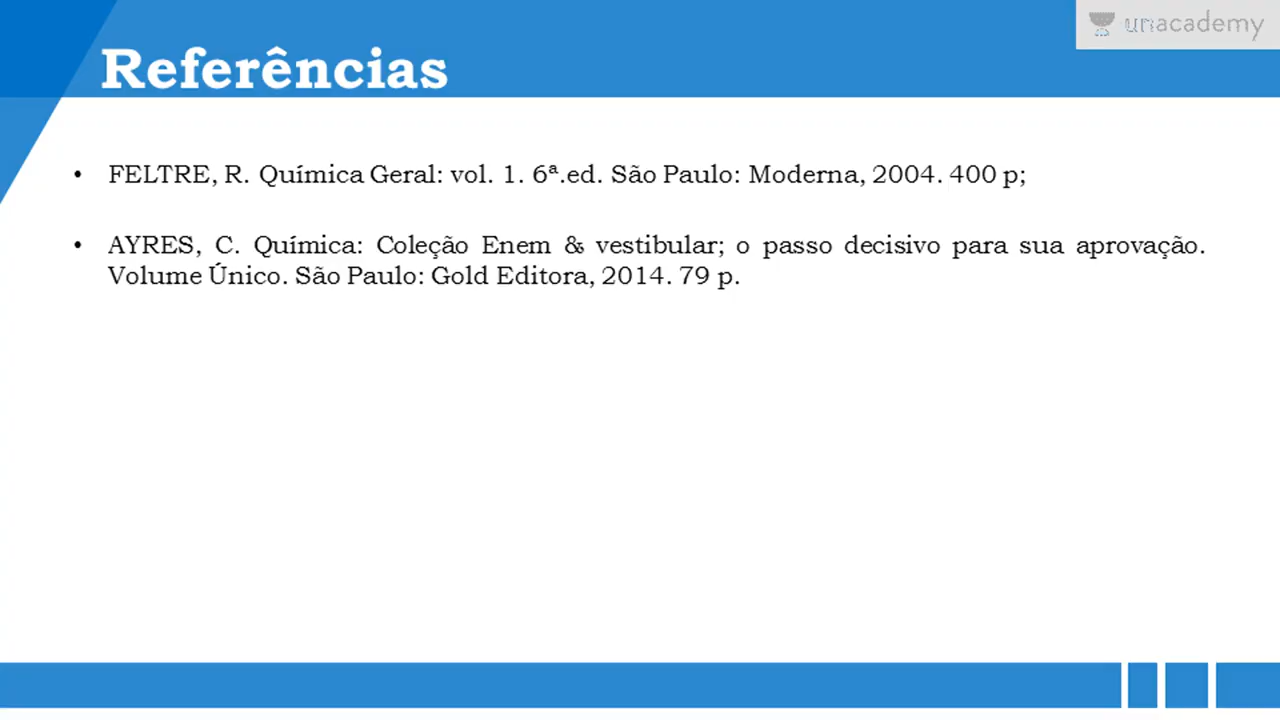 unacademy
Referências
• FELTRE, R. Química Geral: vol. 1. 6ª.ed. São Paulo: Moderna, 2004. 400 p;
• AYRES, C. Química: Coleção Enem & vestibular; o passo decisivo para sua aprovação.
Volume Único. São Paulo: Gold Editora, 2014. 79 p.